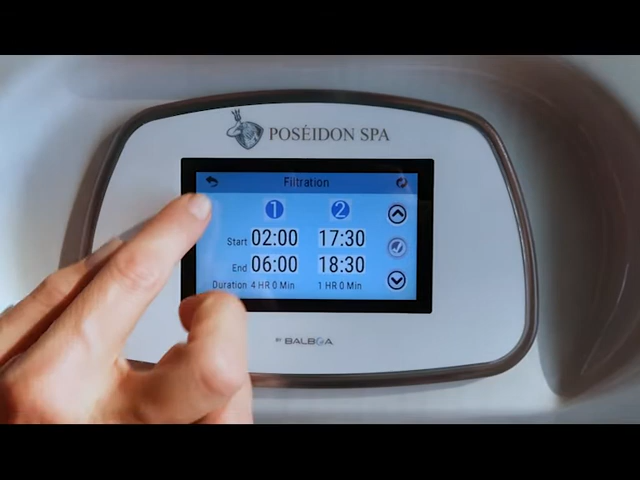 POSÉIDON SPA
Filtration
1 2
Start 02:00 17:30
End 06:00 18:30
Duration 4 HR 0 Min 1 HR 0 Min
BY BALBOA